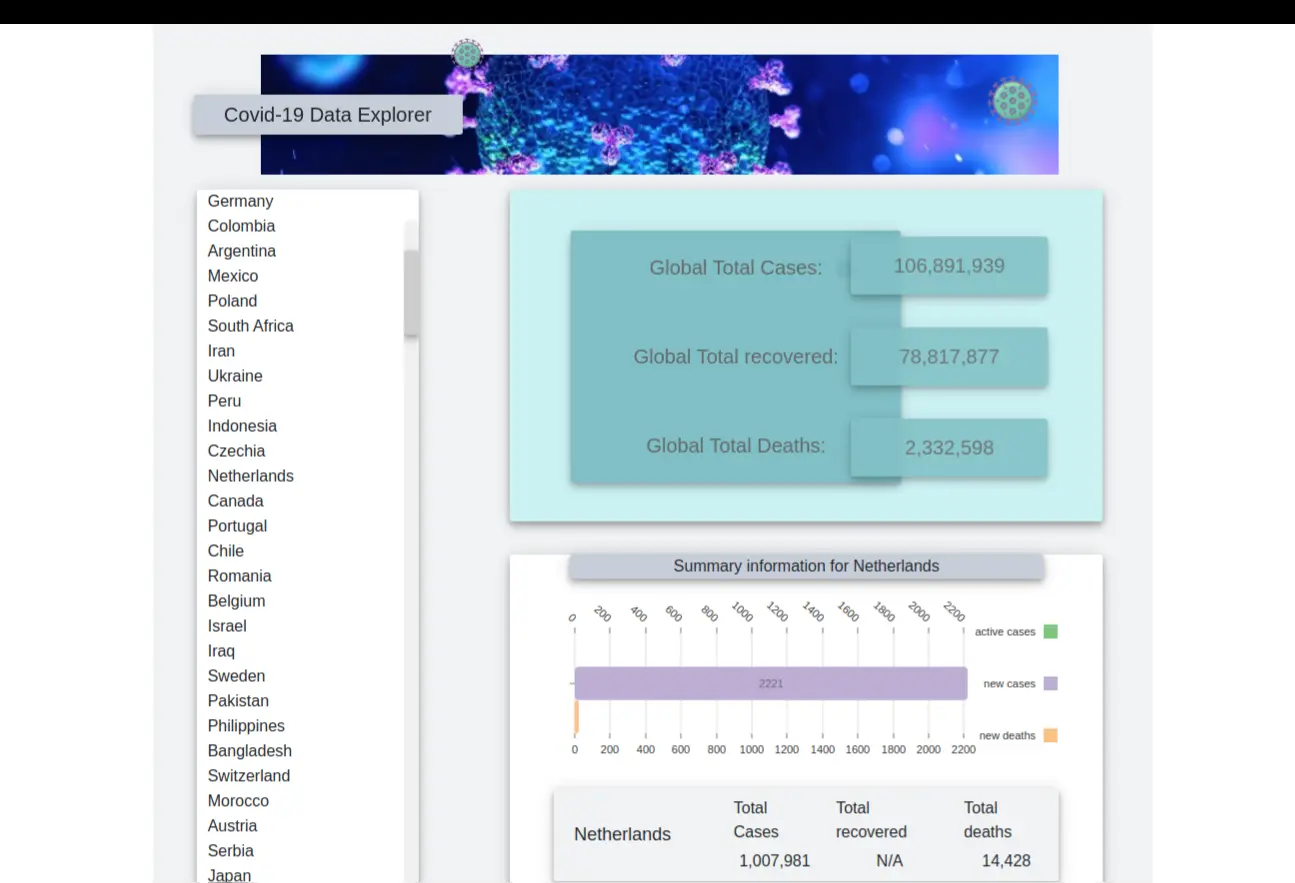 Covid-19 Data Explorer
Germany
Colombia
Argentina
Mexico
Poland
South Africa
Iran
Ukraine
Peru
Indonesia
Czechia
Netherlands
Canada
Portugal
Chile
Romania
Belgium
Israel
Iraq
Sweden
Pakistan
Philippines
Bangladesh
Switzerland
Morocco
Austria
Serbia
Japan
Global Total Cases: 106,891,939
Global Total recovered: 78,817,877
Global Total Deaths: 2,332,598
Summary information for Netherlands
0 200 400 600 800 1000 1200 1400 1600 1800 2000 2200
active cases
2221
new cases
new deaths
0 200 400 600 800 1000 1200 1400 1600 1800 2000 2200
Netherlands
Total Cases
1,007,981
Total recovered
N/A
Total deaths
14,428